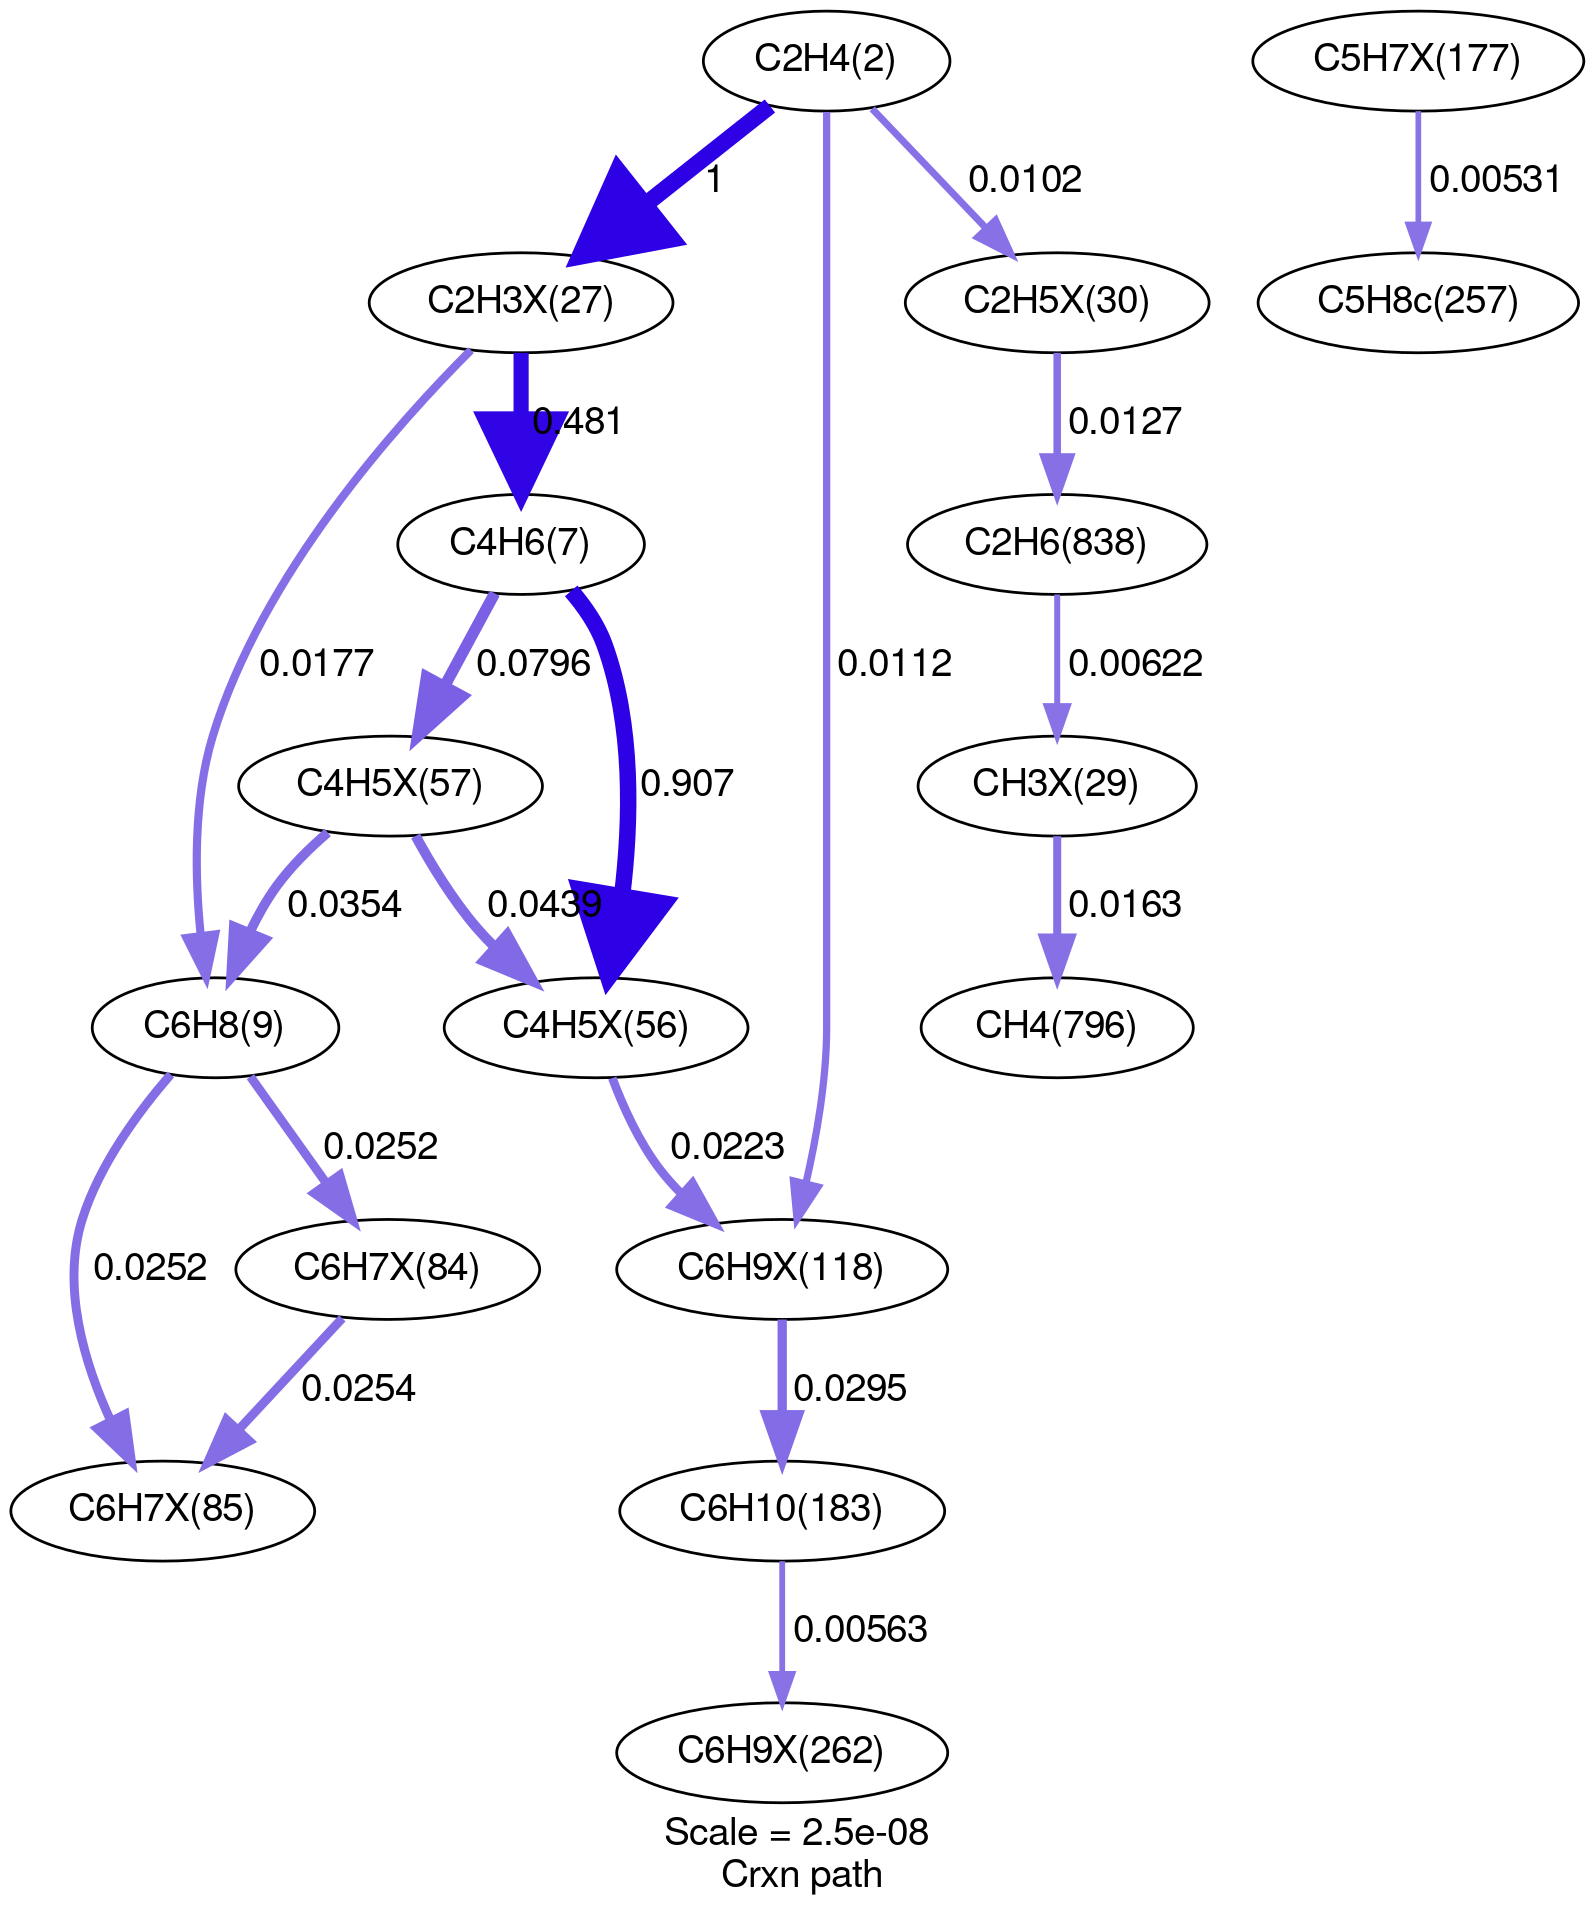 C2H4(2)
C5H7X(177)
1
0.0102
0.00531
C2H3X(27)
C2H5X(30)
C5H8c(257)
0.481
0.0127
C4H6(7)
C2H6(838)
0.0177
0.0796
0.0112
0.00622
C4H5X(57)
0.907
CH3X(29)
0.0354
0.0439
0.0163
C6H8(9)
C4H5X(56)
CH4(796)
0.0252
0.0223
0.0252
C6H7X(84)
C6H9X(118)
0.0254
0.0295
C6H7X(85)
C6H10(183)
0.00563
C6H9X(262)
Scale = 2.5e-08
Crxn path